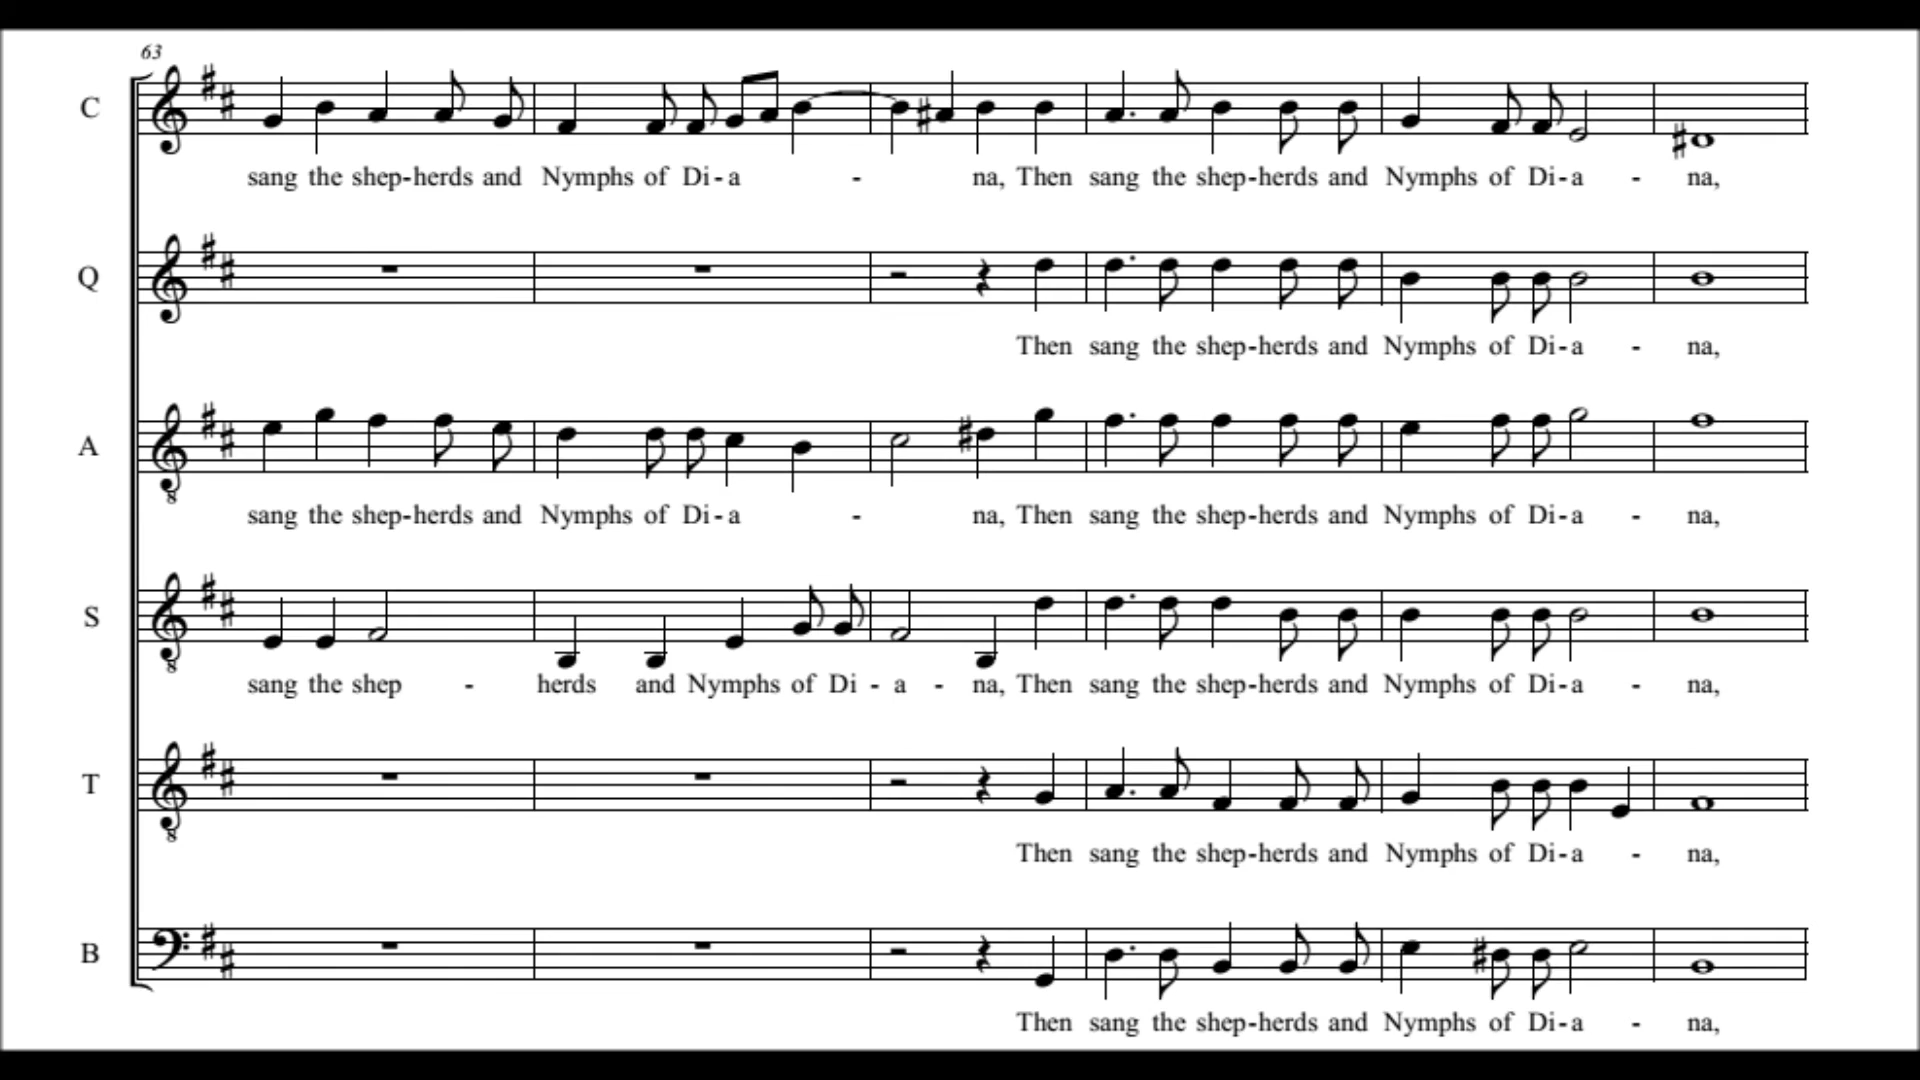 63
C
sang the shep-herds and Nymphs of Di-a - na, Then sang the shep-herds and Nymphs of Di-a - na,
Q
Then sang the shep-herds and Nymphs of Di-a - na,
A
8
sang the shep-herds and Nymphs of Di-a - na, Then sang the shep-herds and Nymphs of Di-a - na,
S
8
sang the shep - herds and Nymphs of Di - a - na, Then sang the shep-herds and Nymphs of Di-a - na,
T
8
Then sang the shep-herds and Nymphs of Di-a - na,
B
Then sang the shep-herds and Nymphs of Di-a - na,